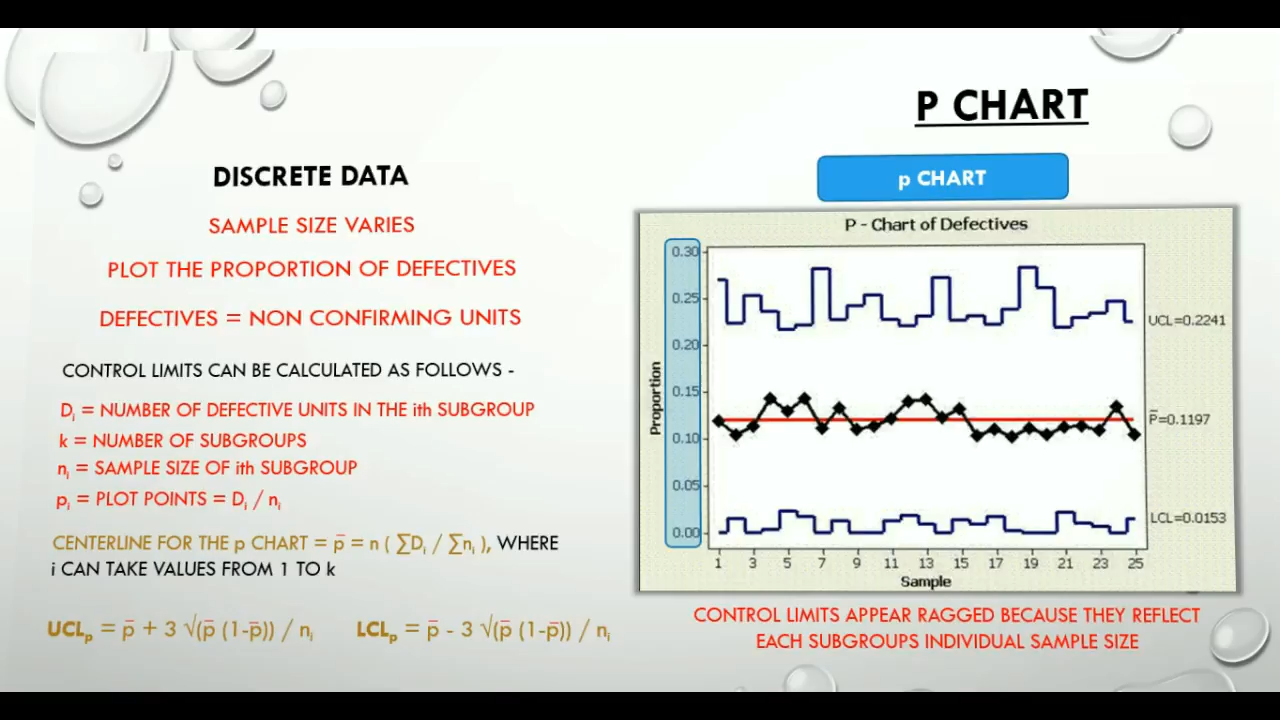 P CHART
DISCRETE DATA
SAMPLE SIZE VARIES
PLOT THE PROPORTION OF DEFECTIVES
DEFECTIVES = NON CONFIRMING UNITS
CONTROL LIMITS CAN BE CALCULATED AS FOLLOWS -
Dᵢ = NUMBER OF DEFECTIVE UNITS IN THE ith SUBGROUP
k = NUMBER OF SUBGROUPS
nᵢ = SAMPLE SIZE OF ith SUBGROUP
pᵢ = PLOT POINTS = Dᵢ / nᵢ
CENTERLINE FOR THE p CHART = p̄ = n ( ∑Dᵢ / ∑nᵢ ), WHERE
i CAN TAKE VALUES FROM 1 TO k
UCLₚ = p̄ + 3 √(p̄ (1-p̄)) / nᵢ
LCLₚ = p̄ - 3 √(p̄ (1-p̄)) / nᵢ
p CHART
P - Chart of Defectives
0.30
0.25
0.20
0.15
0.10
0.05
0.00
Proportion
UCL=0.2241
P̄=0.1197
LCL=0.0153
1 3 5 7 9 11 13 15 17 19 21 23 25
Sample
CONTROL LIMITS APPEAR RAGGED BECAUSE THEY REFLECT
EACH SUBGROUPS INDIVIDUAL SAMPLE SIZE